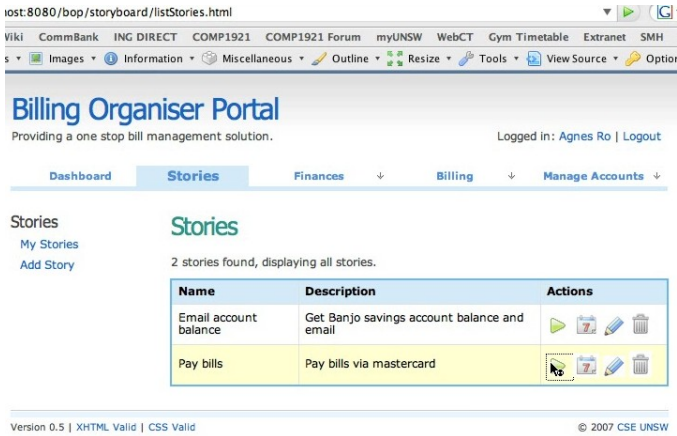 ost:8080/bop/storyboard/listStories.html
Wiki CommBank ING DIRECT COMP1921 COMP1921 Forum myUNSW WebCT Gym Timetable Extranet SMH
s Images Information Miscellaneous Outline Resize Tools View Source Option
Billing Organiser Portal
Providing a one stop bill management solution.
Logged in: Agnes Ro | Logout
Dashboard Stories Finances Billing Manage Accounts
Stories
My Stories
Add Story
Stories
2 stories found, displaying all stories.
Name Description Actions
Email account balance
Get Banjo savings account balance and email
Pay bills Pay bills via mastercard
Version 0.5 | XHTML Valid | CSS Valid
© 2007 CSE UNSW